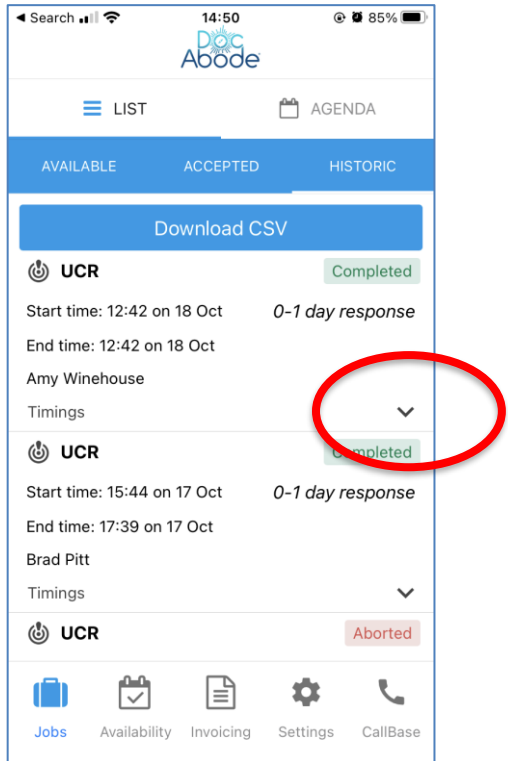 Search 14:50 85%
Doc
Abode
LIST AGENDA
AVAILABLE ACCEPTED HISTORIC
Download CSV
UCR Completed
Start time: 12:42 on 18 Oct 0-1 day response
End time: 12:42 on 18 Oct
Amy Winehouse
Timings
UCR Completed
Start time: 15:44 on 17 Oct 0-1 day response
End time: 17:39 on 17 Oct
Brad Pitt
Timings
UCR Aborted
Jobs Availability Invoicing Settings CallBase